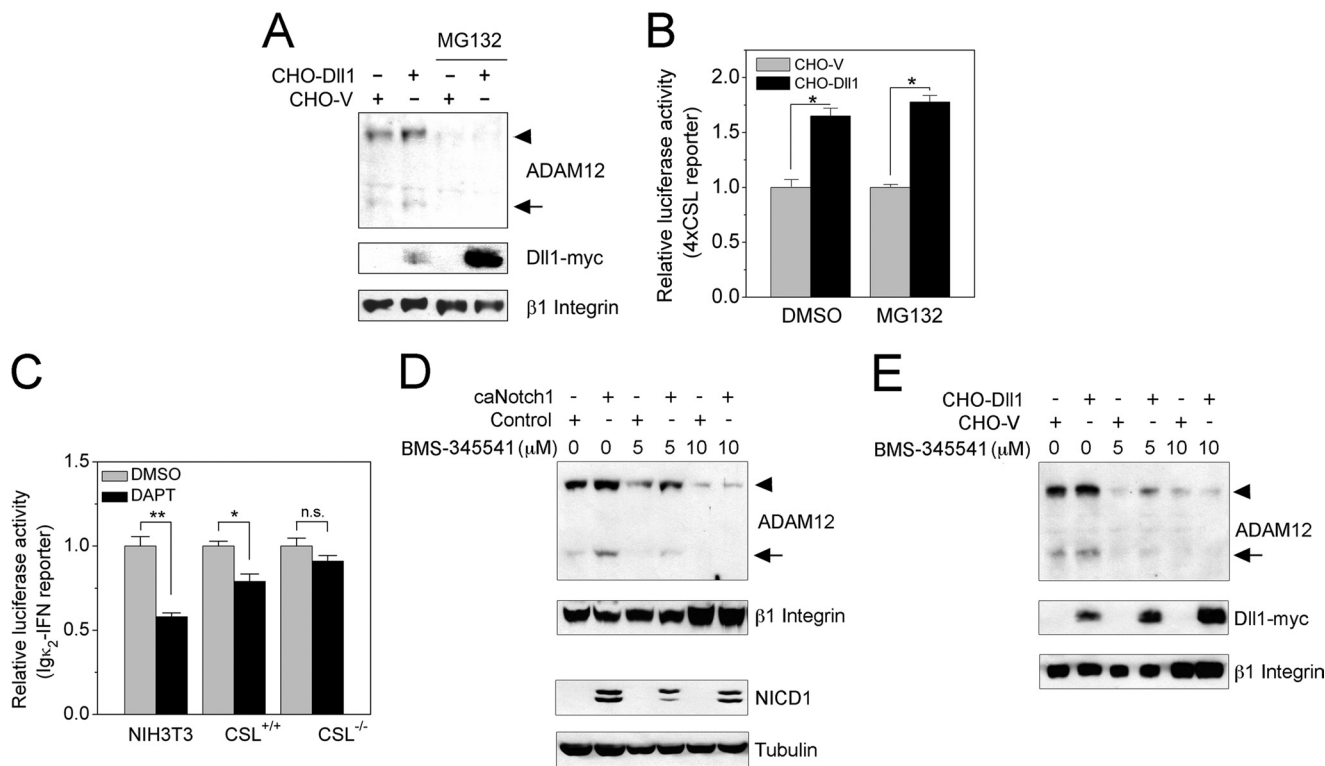 A
MG132
CHO-Dll1 - + - +
CHO-V + - + -
ADAM12
Dll1-myc
β1 Integrin
B
Relative luciferase activity
(4xCSL reporter)
2.0
1.5
1.0
0.5
0.0
CHO-V
CHO-Dll1
* *
DMSO MG132
C
Relative luciferase activity
(Igκ2-IFN reporter)
1.5
1.0
0.5
0.0
DMSO
DAPT
** * n.s.
NIH3T3 CSL+/+ CSL-/-
D
caNotch1 - + - + - +
Control + - + - + -
BMS-345541 (μM) 0 0 5 5 10 10
ADAM12
β1 Integrin
NICD1
Tubulin
E
CHO-Dll1 - + - + - +
CHO-V + - + - + -
BMS-345541 (μM) 0 0 5 5 10 10
ADAM12
Dll1-myc
β1 Integrin